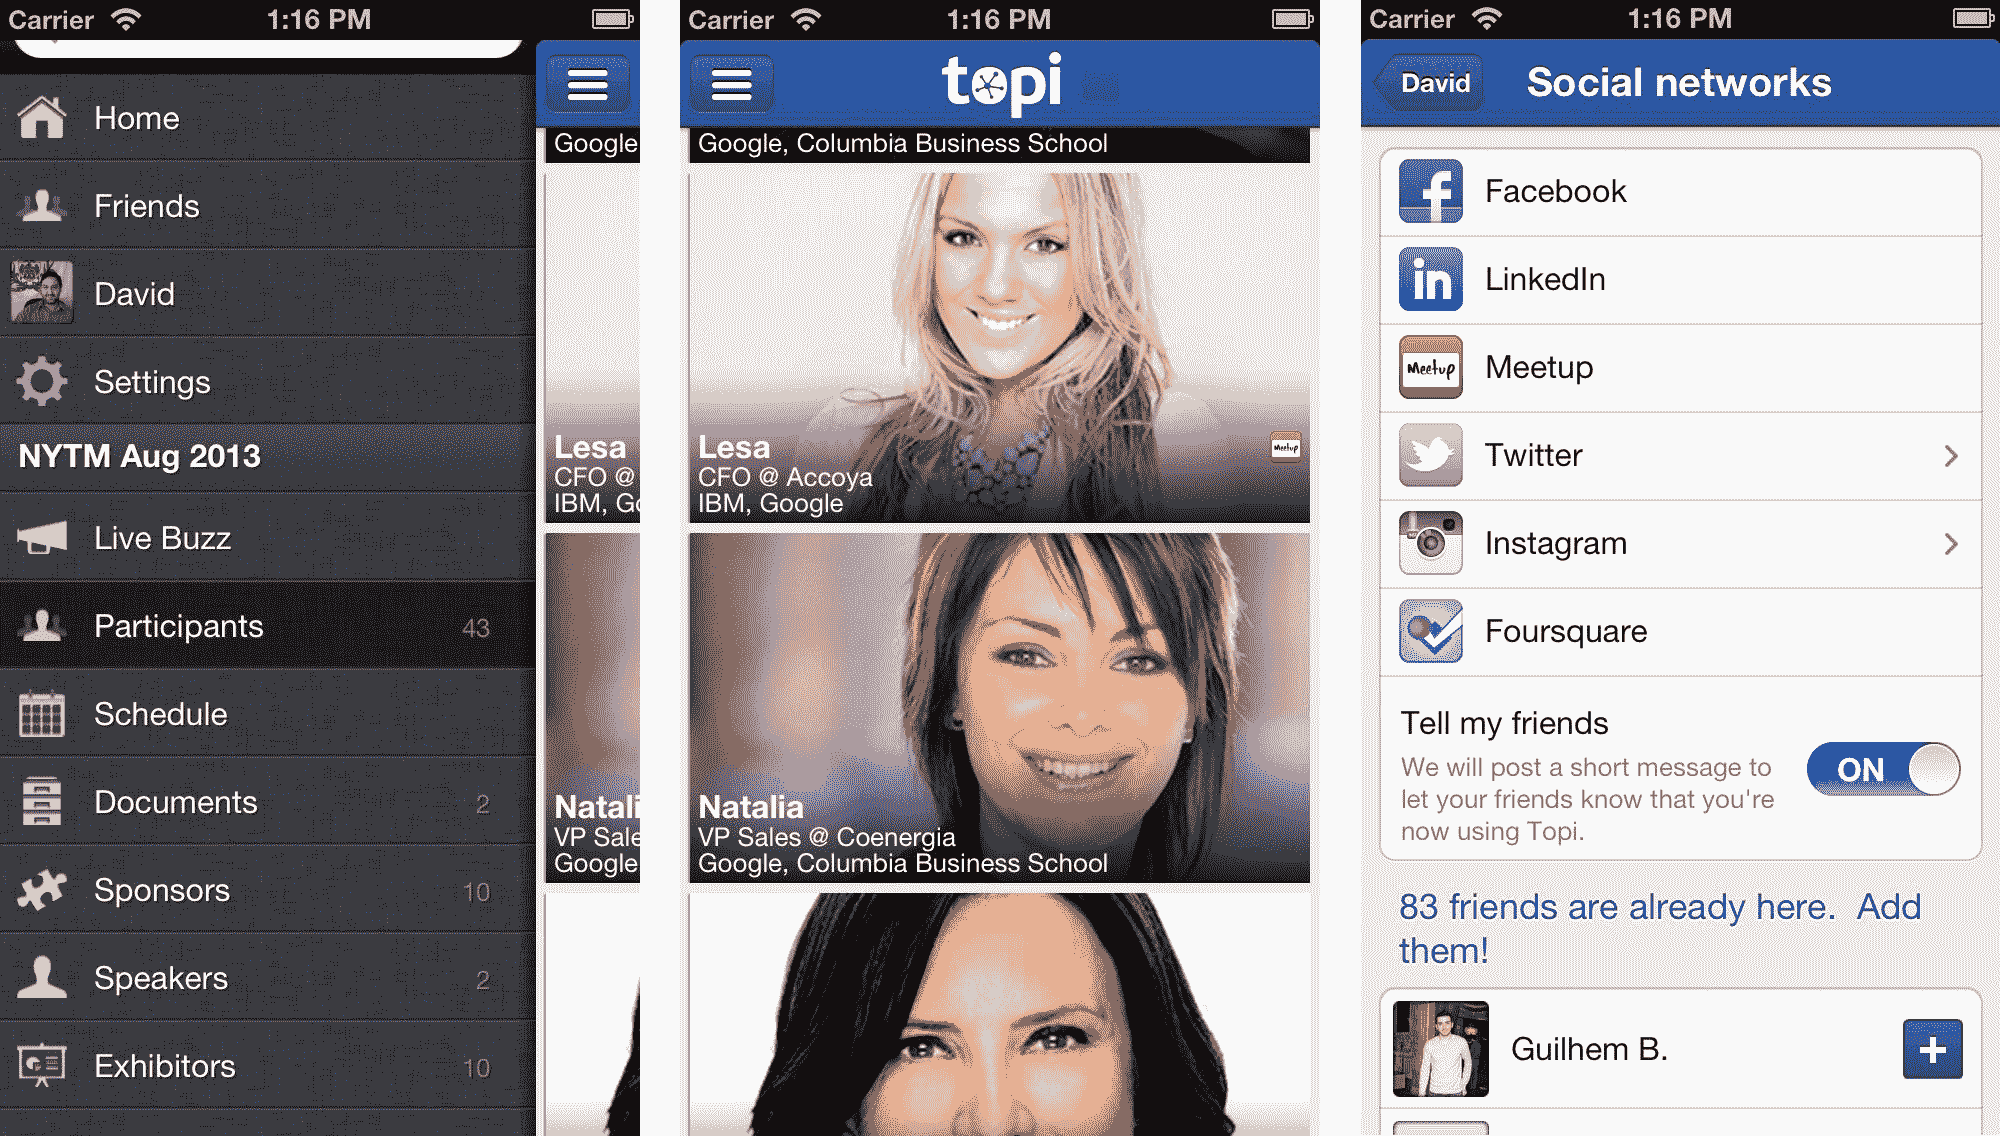 Carrier 1:16 PM
Home
Friends
David
Settings
NYTM Aug 2013
Live Buzz
Participants 43
Schedule
Documents 2
Sponsors 10
Speakers 2
Exhibitors 10
Google
Lesa
CFO @
IBM, Go
Natali
VP Sale
Google
Carrier 1:16 PM
topi
Google, Columbia Business School
Lesa
CFO @ Accoya
IBM, Google
Meetup
Natalia
VP Sales @ Coenergia
Google, Columbia Business School
Carrier 1:16 PM
David Social networks
f Facebook
in LinkedIn
Meetup Meetup
Twitter
Instagram
Foursquare
Tell my friends
We will post a short message to
let your friends know that you're
now using Topi.
ON
83 friends are already here. Add
them!
Guilhem B. +